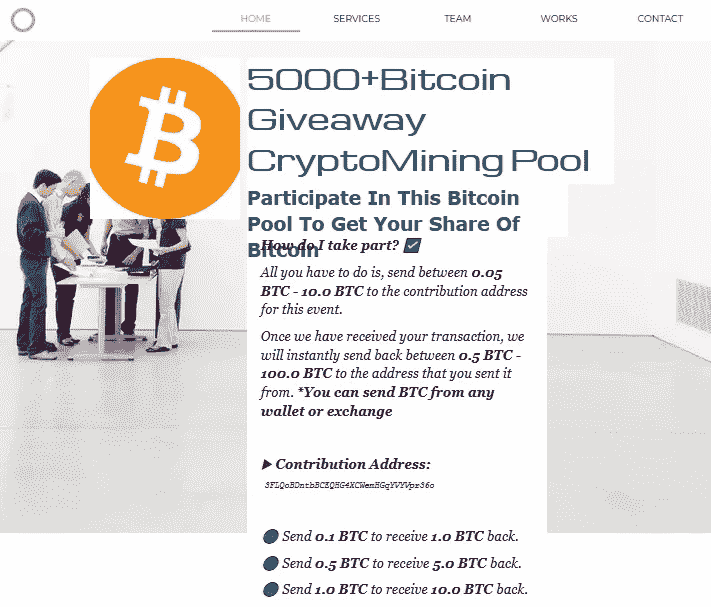 HOME SERVICES TEAM WORKS CONTACT
5000+Bitcoin
Giveaway
CryptoMining Pool
Participate In This Bitcoin
Pool To Get Your Share Of
Bitcoin
How do I take part? ✅
All you have to do is, send between 0.05
BTC - 10.0 BTC to the contribution address
for this event.
Once we have received your transaction, we
will instantly send back between 0.5 BTC -
100.0 BTC to the address that you sent it
from. *You can send BTC from any
wallet or exchange
▶ Contribution Address:
Send 0.1 BTC to receive 1.0 BTC back.
Send 0.5 BTC to receive 5.0 BTC back.
Send 1.0 BTC to receive 10.0 BTC back.